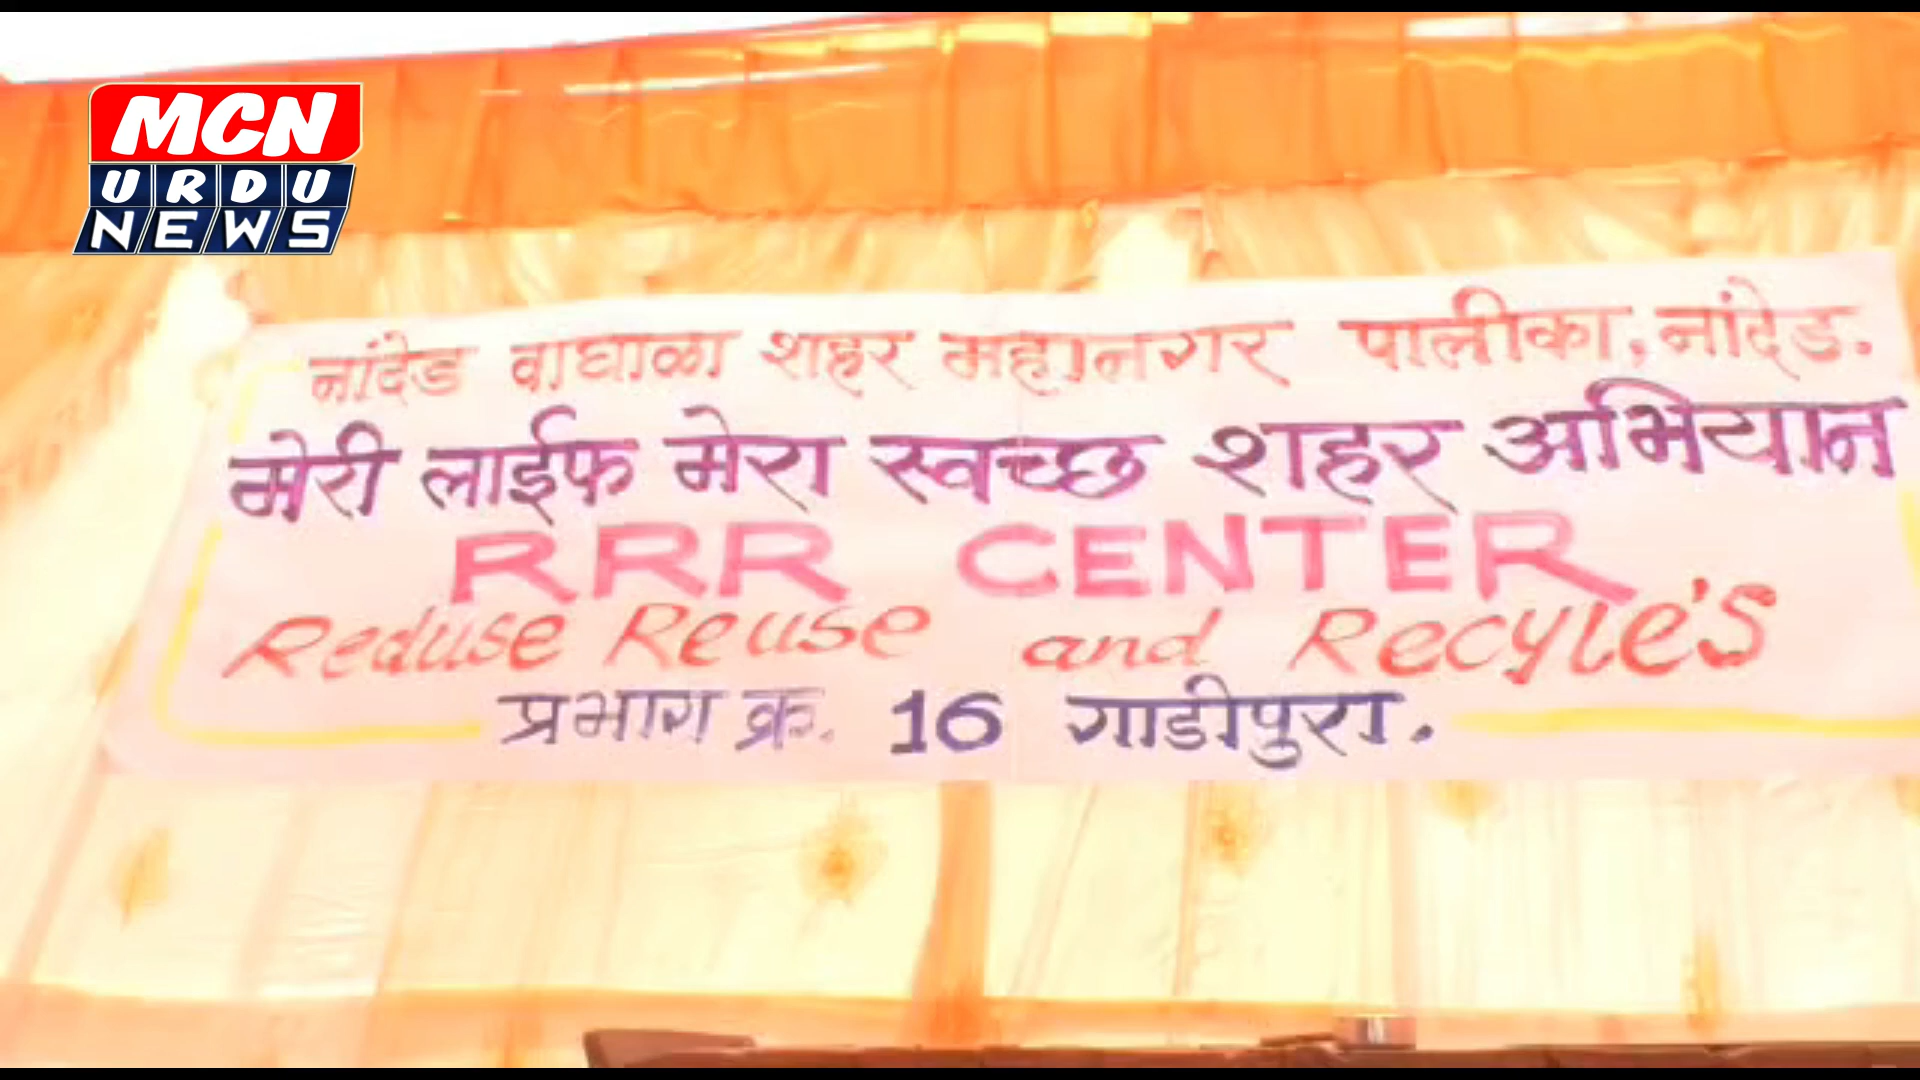 MCN
URDU
NEWS
नांदेड वाघाळा शहर महानगर पालीका, नांदेड.
मेरी लाईफ मेरा स्वच्छ शहर अभियान
RRR CENTER
Reduse Reuse and Recyle's
प्रभाग क्र. 16 गाडीपुरा.